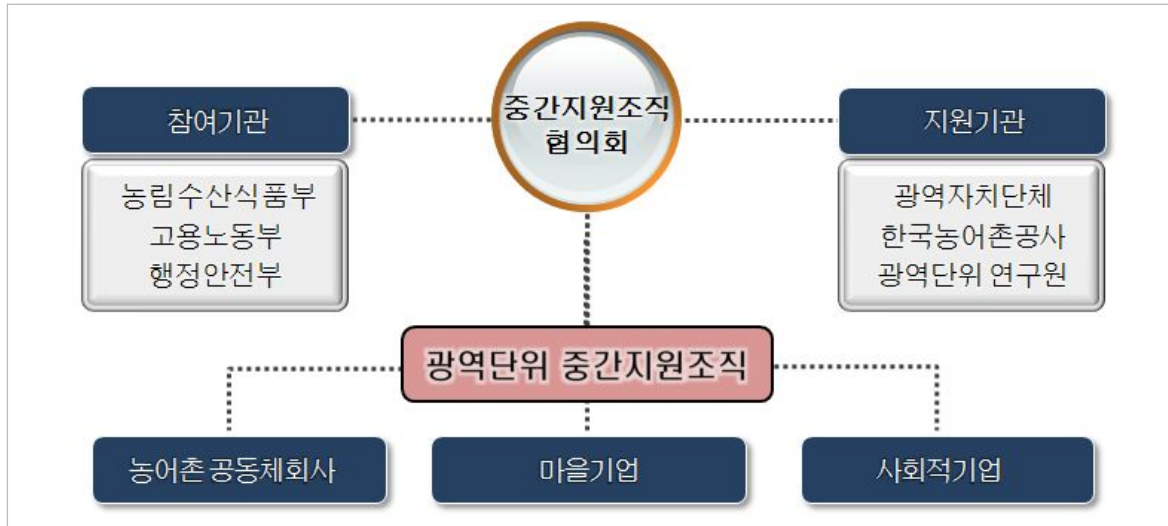 중간지원조직
협의회
참여기관
농림수산식품부
고용노동부
행정안전부
지원기관
광역자치단체
한국농어촌공사
광역단위 연구원
광역단위 중간지원조직
농어촌 공동체회사
마을기업
사회적기업